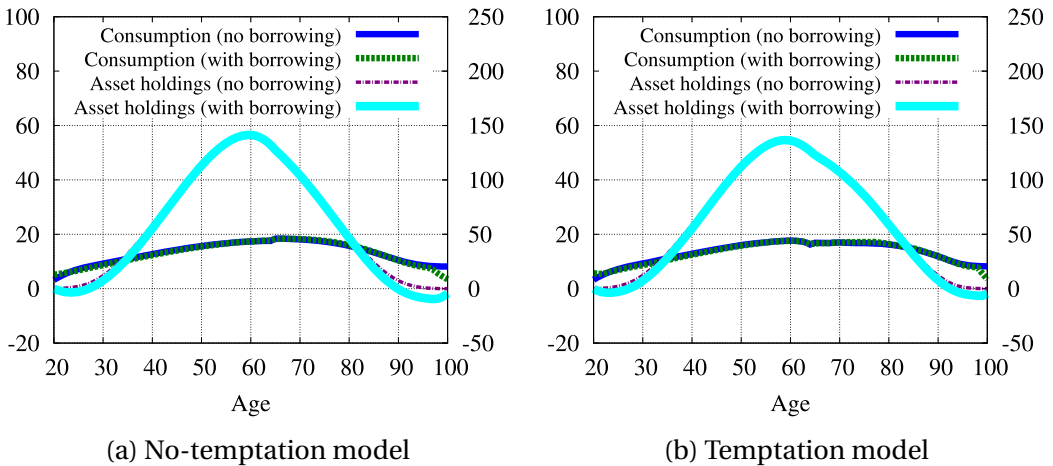 100
80
60
40
20
0
-20
250
200
150
100
50
0
-50
Consumption (no borrowing)
Consumption (with borrowing)
Asset holdings (no borrowing)
Asset holdings (with borrowing)
20 30 40 50 60 70 80 90 100
Age
(a) No-temptation model
100
80
60
40
20
0
-20
250
200
150
100
50
0
-50
Consumption (no borrowing)
Consumption (with borrowing)
Asset holdings (no borrowing)
Asset holdings (with borrowing)
20 30 40 50 60 70 80 90 100
Age
(b) Temptation model